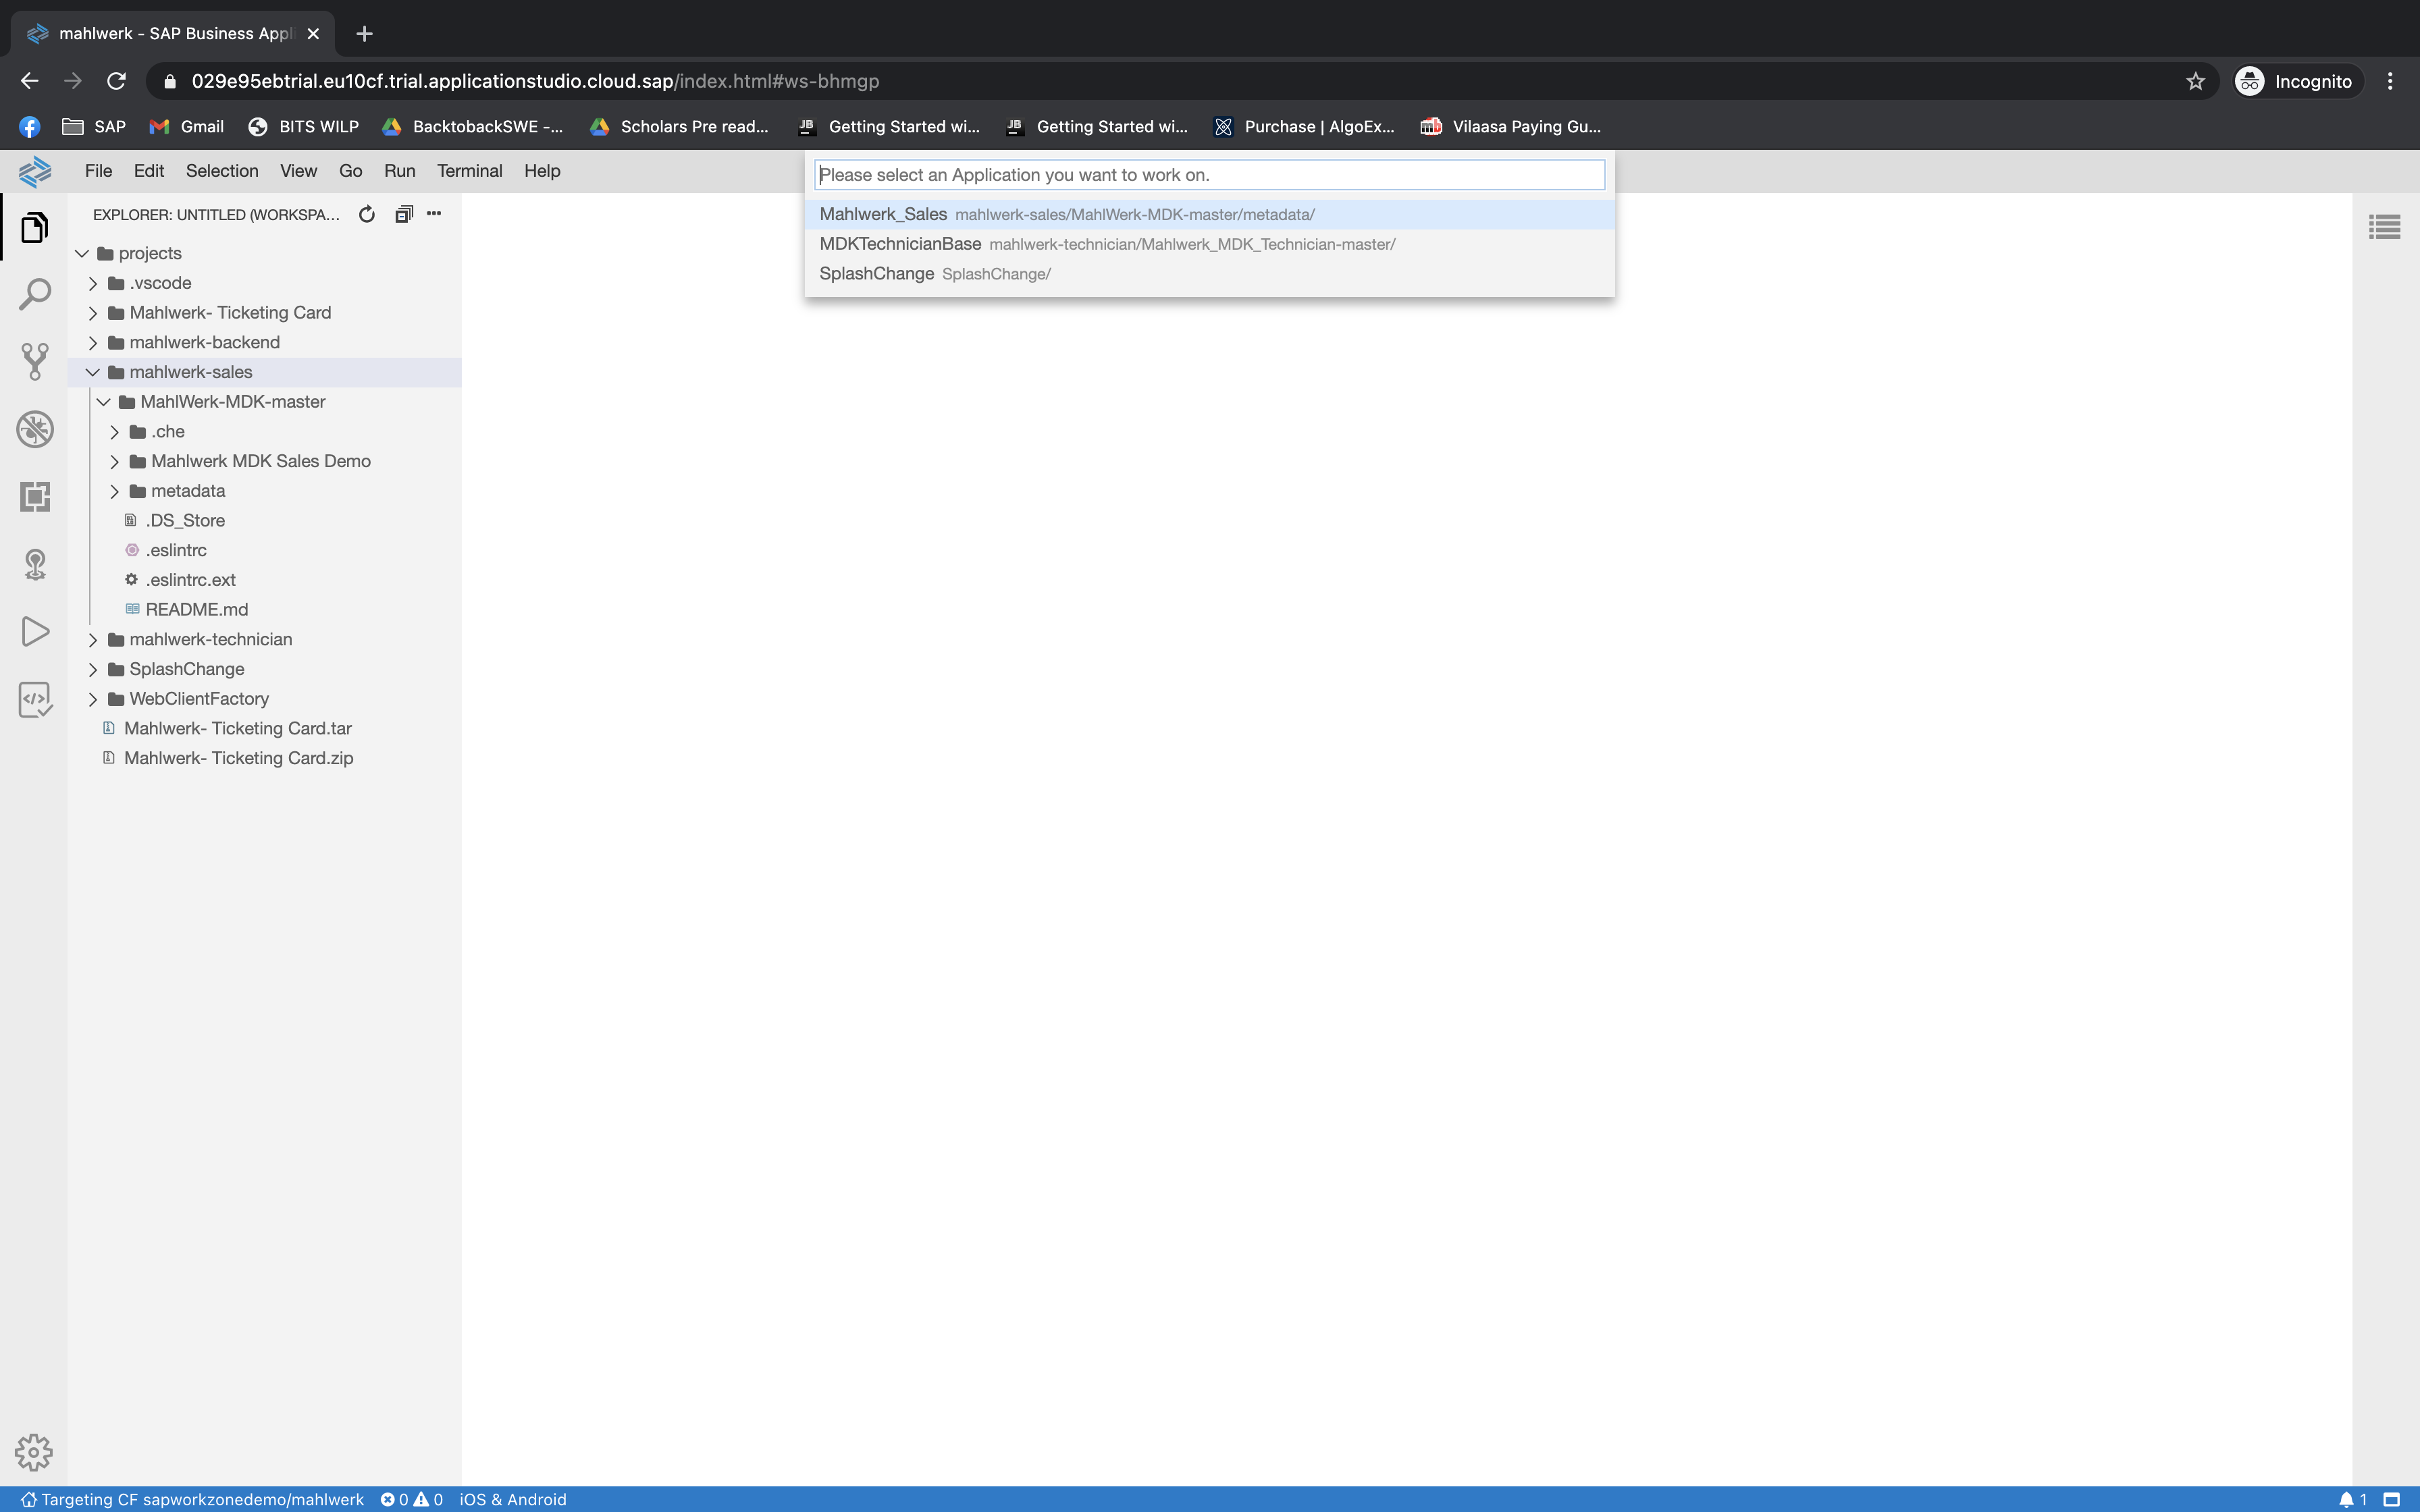 mahlwerk - SAP Business Appl
029e95ebtrial.eu10cf.trial.applicationstudio.cloud.sap/index.html#ws-bhmgp
Incognito
SAP
Gmail
BITS WILP
BacktobackSWE -...
Scholars Pre read...
JB
Getting Started wi...
JB
Getting Started wi...
Purchase | AlgoEx...
Vilaasa Paying Gu...
File
Edit
Selection
View
Go
Run
Terminal
Help
Please select an Application you want to work on.
Mahlwerk_Sales mahlwerk-sales/MahlWerk-MDK-master/metadata/
MDKTechnicianBase mahlwerk-technician/Mahlwerk_MDK_Technician-master/
SplashChange SplashChange/
EXPLORER: UNTITLED (WORKSPA...
projects
.vscode
Mahlwerk- Ticketing Card
mahlwerk-backend
mahlwerk-sales
MahlWerk-MDK-master
.che
Mahlwerk MDK Sales Demo
metadata
.DS_Store
.eslintrc
.eslintrc.ext
README.md
mahlwerk-technician
SplashChange
WebClientFactory
Mahlwerk- Ticketing Card.tar
Mahlwerk- Ticketing Card.zip
Targeting CF sapworkzonedemo/mahlwerk
0
0
iOS & Android
1